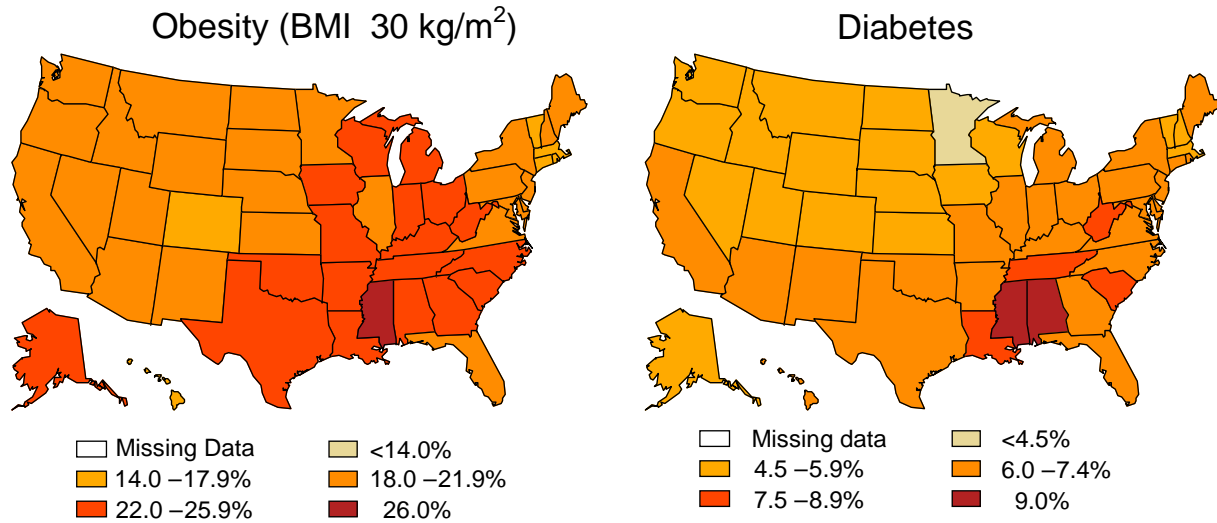 Obesity (BMI 30 kg/m²)
Diabetes
Missing Data
<14.0%
14.0 –17.9%
18.0 –21.9%
22.0 –25.9%
26.0%
Missing data
<4.5%
4.5 –5.9%
6.0 –7.4%
7.5 –8.9%
9.0%